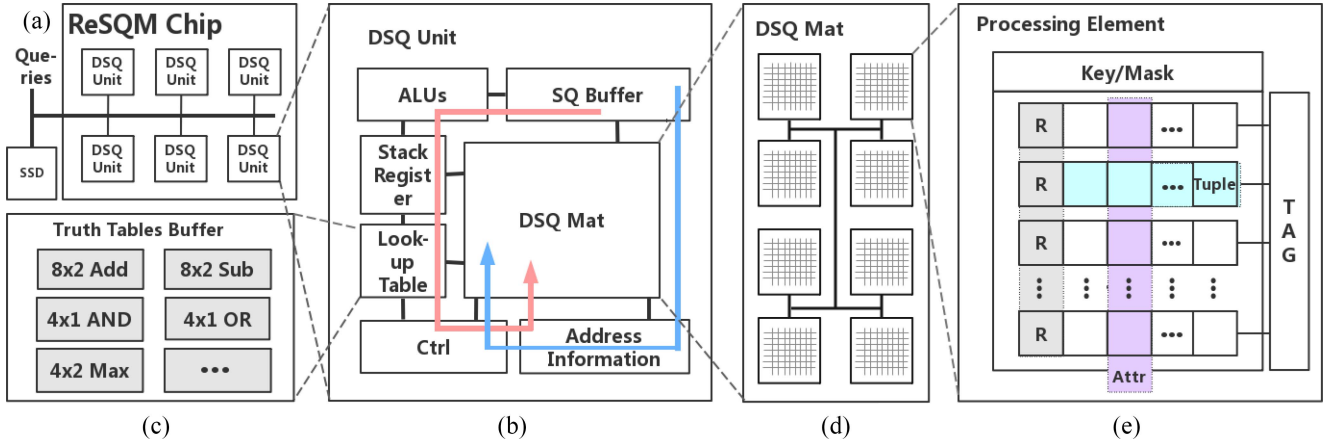 (a)
ReSQM Chip
Que-
ries
DSQ
Unit
DSQ
Unit
DSQ
Unit
DSQ
Unit
DSQ
Unit
DSQ
Unit
SSD
Truth Tables Buffer
8x2 Add
8x2 Sub
4x1 AND
4x1 OR
4x2 Max
•••
(c)
DSQ Unit
ALUs
SQ Buffer
Stack
Regist
er
Look-
up
Table
DSQ Mat
Ctrl
Address
Information
(b)
DSQ Mat
(d)
Processing Element
Key/Mask
R
•••
R
•••
Tuple
R
•••
R
•••
T
A
G
Attr
(e)